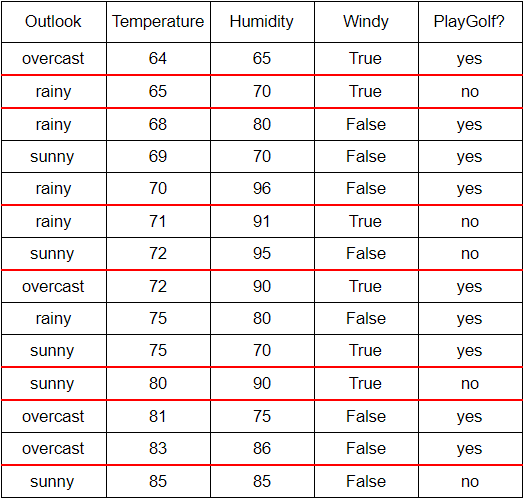 Outlook Temperature Humidity Windy PlayGolf?
overcast 64 65 True yes
rainy 65 70 True no
rainy 68 80 False yes
sunny 69 70 False yes
rainy 70 96 False yes
rainy 71 91 True no
sunny 72 95 False no
overcast 72 90 True yes
rainy 75 80 False yes
sunny 75 70 True yes
sunny 80 90 True no
overcast 81 75 False yes
overcast 83 86 False yes
sunny 85 85 False no